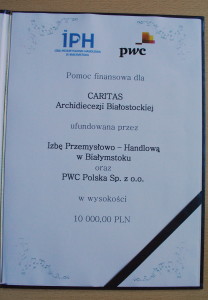 iPH
pwc
Pomoc finansowa dla
CARITAS
Archidiecezji Białostockiej
ufundowana przez
Izbę Przemysłowo – Handlową
w Białymstoku
oraz
PWC Polska Sp. z o.o.
w wysokości
10 000,00 PLN